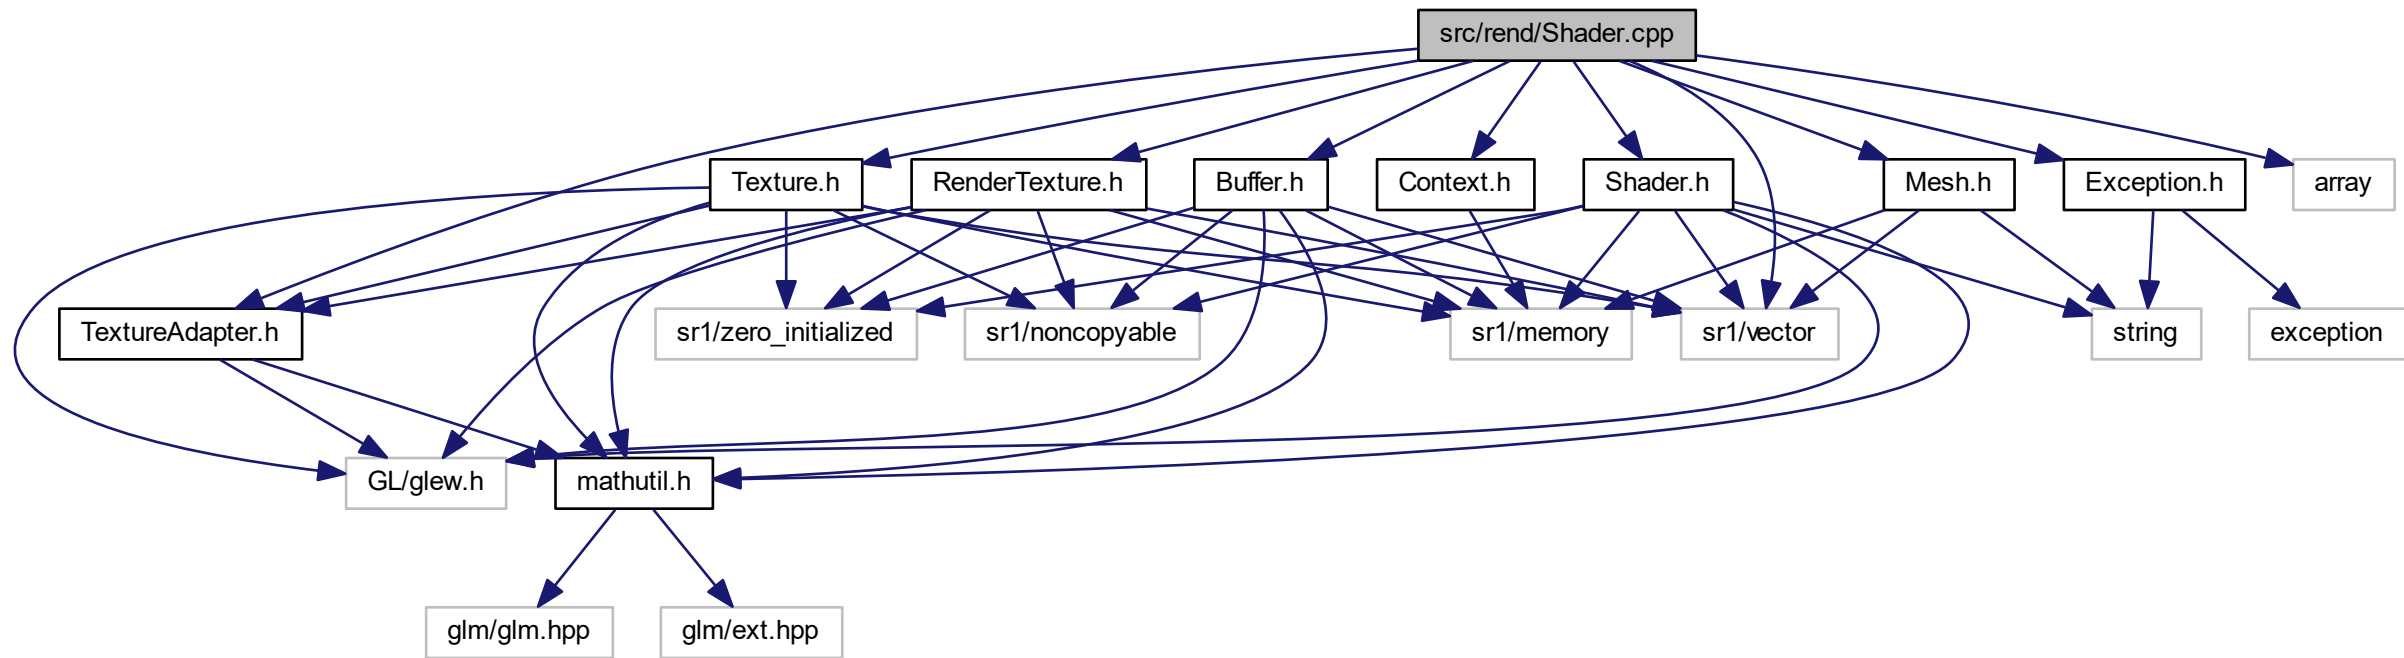 src/rend/Shader.cpp
Texture.h
RenderTexture.h
Buffer.h
Context.h
Shader.h
Mesh.h
Exception.h
array
TextureAdapter.h
sr1/zero_initialized
sr1/noncopyable
sr1/memory
sr1/vector
string
exception
GL/glew.h
mathutil.h
glm/glm.hpp
glm/ext.hpp